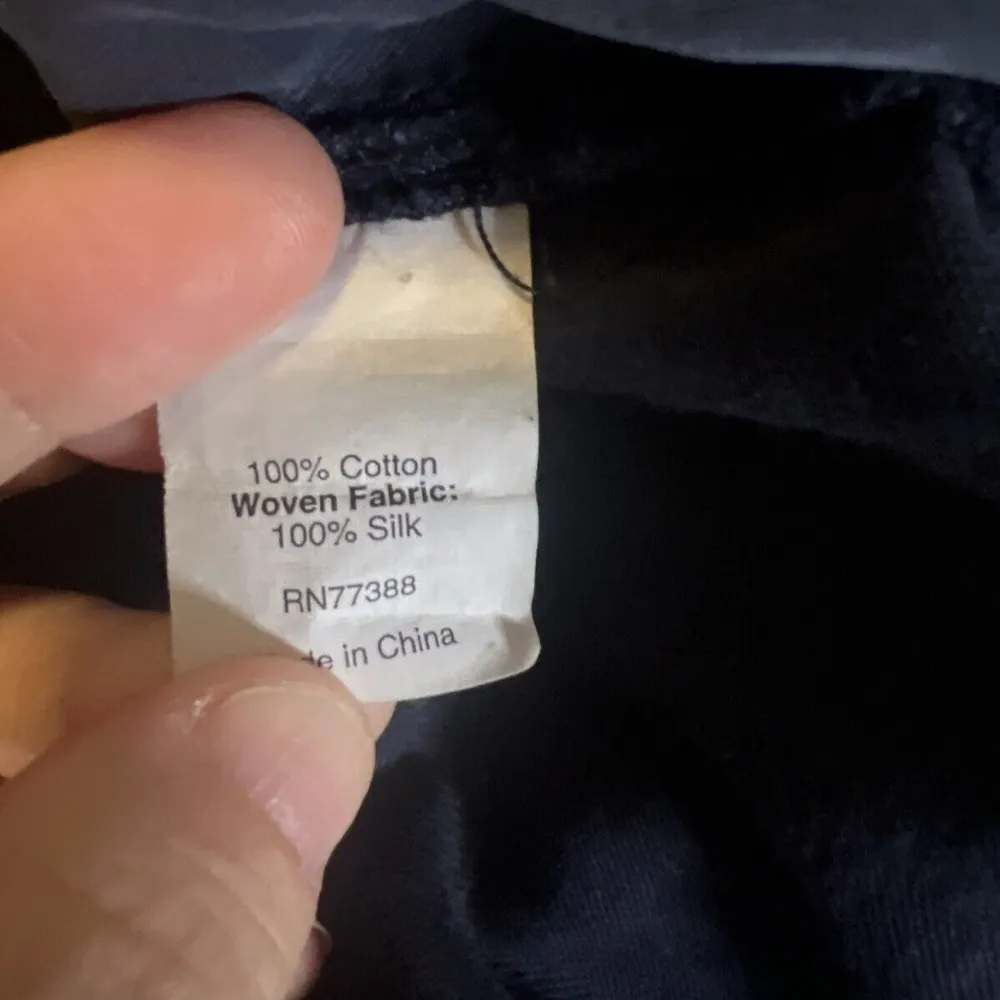 100% Cotton
Woven Fabric:
100% Silk
RN77388
in China